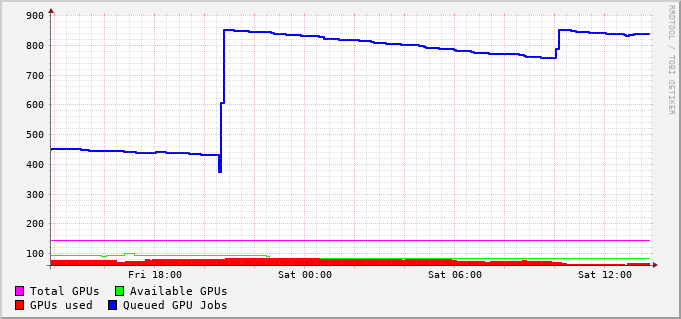 900
800
700
600
500
400
300
200
100
Fri 18:00 Sat 00:00 Sat 06:00 Sat 12:00
Total GPUs Available GPUs
GPUs used Queued GPU Jobs
RRDTOOL / TOBI OETIKER